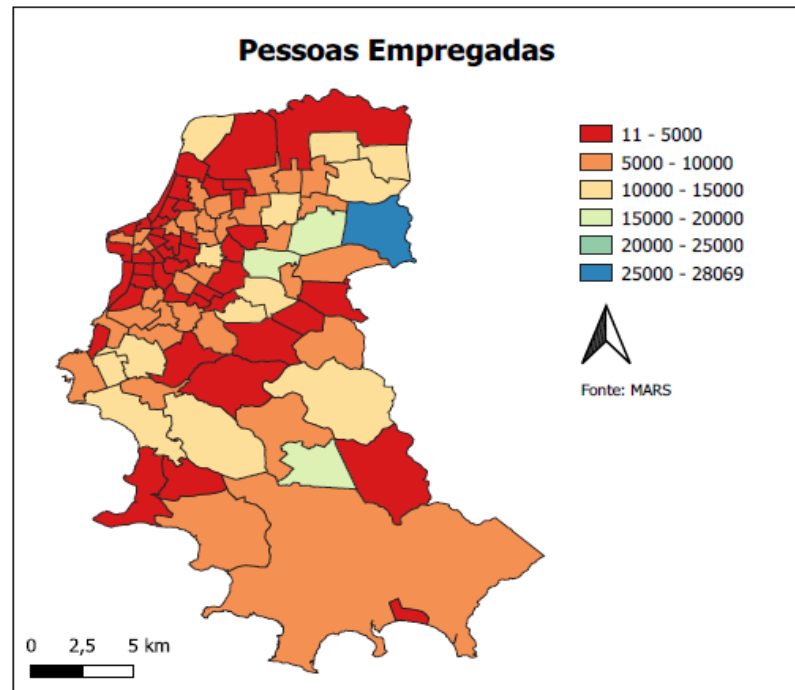 Pessoas Empregadas
11 - 5000
5000 - 10000
10000 - 15000
15000 - 20000
20000 - 25000
25000 - 28069
Fonte: MARS
0 2,5 5 km